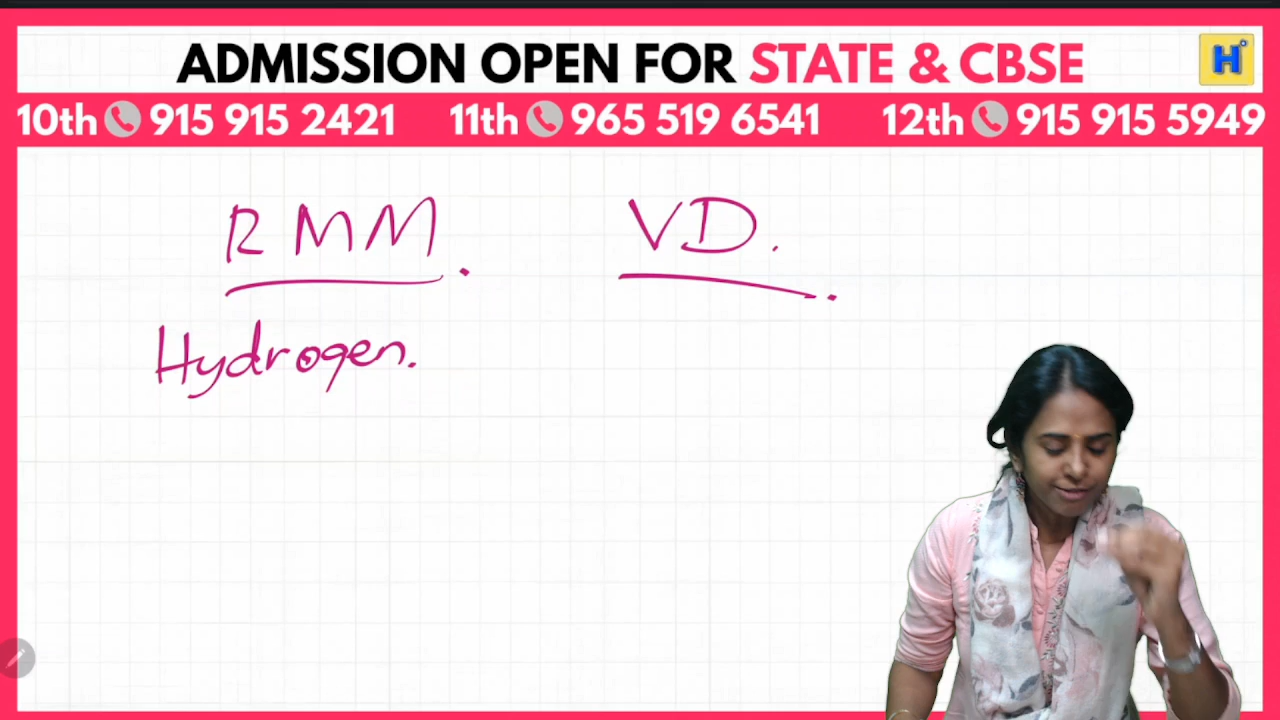 ADMISSION OPEN FOR STATE & CBSE
H
10th 915 915 2421 11th 965 519 6541 12th 915 915 5949
RMM. VD.
Hydrogen.